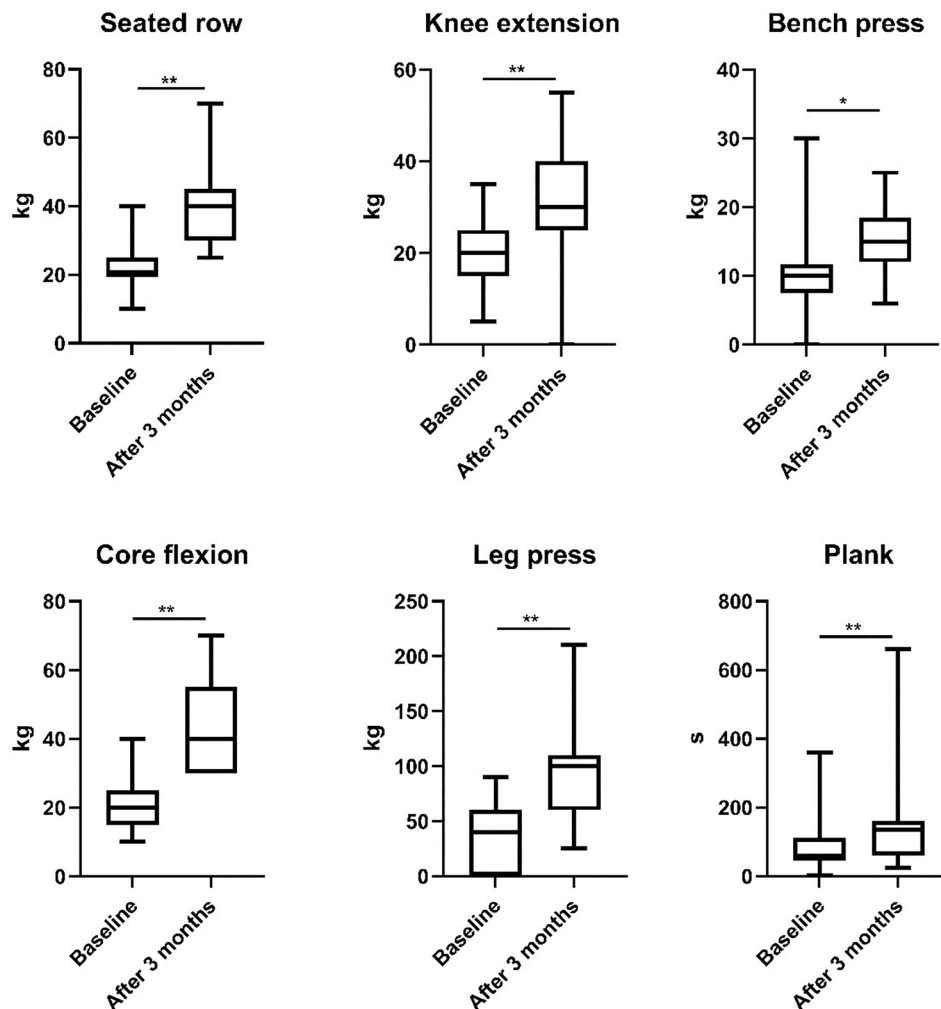 Seated row
Knee extension
Bench press
80
60
40
20
0
kg
**
Baseline
After 3 months
60
40
20
0
kg
**
Baseline
After 3 months
40
30
20
10
0
kg
*
Baseline
After 3 months
Core flexion
Leg press
Plank
80
60
40
20
0
kg
**
Baseline
After 3 months
250
200
150
100
50
0
kg
**
Baseline
After 3 months
800
600
400
200
0
s
**
Baseline
After 3 months